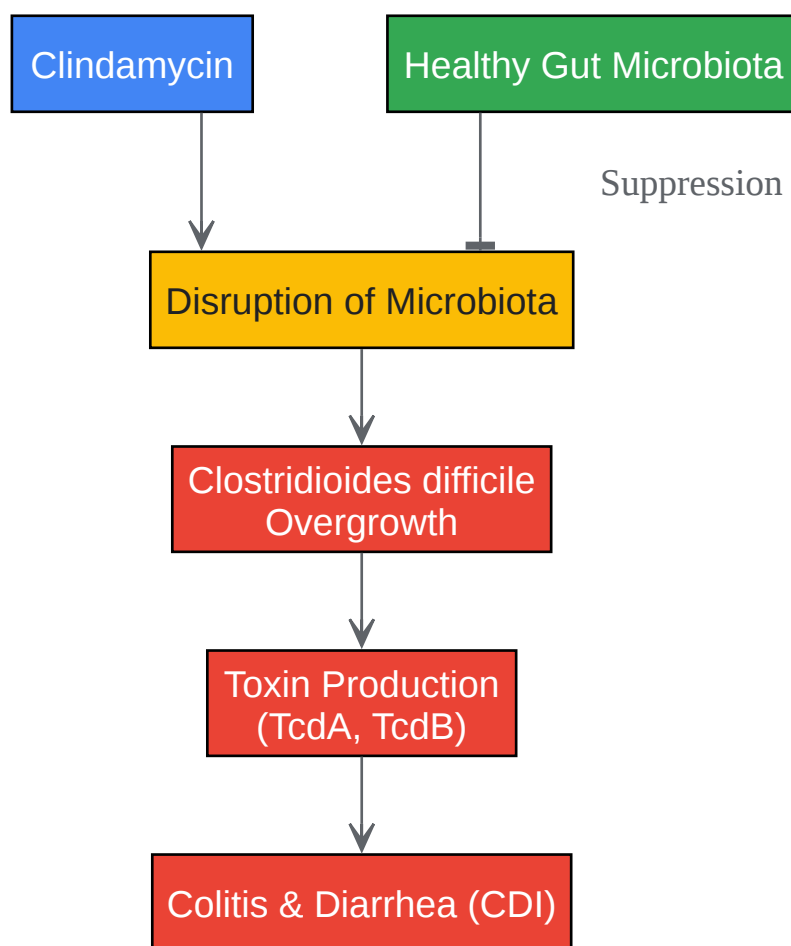 Clindamycin
Healthy Gut Microbiota
Suppression
Disruption of Microbiota
Clostridioides difficile
Overgrowth
Toxin Production
(TcdA, TcdB)
Colitis & Diarrhea (CDI)